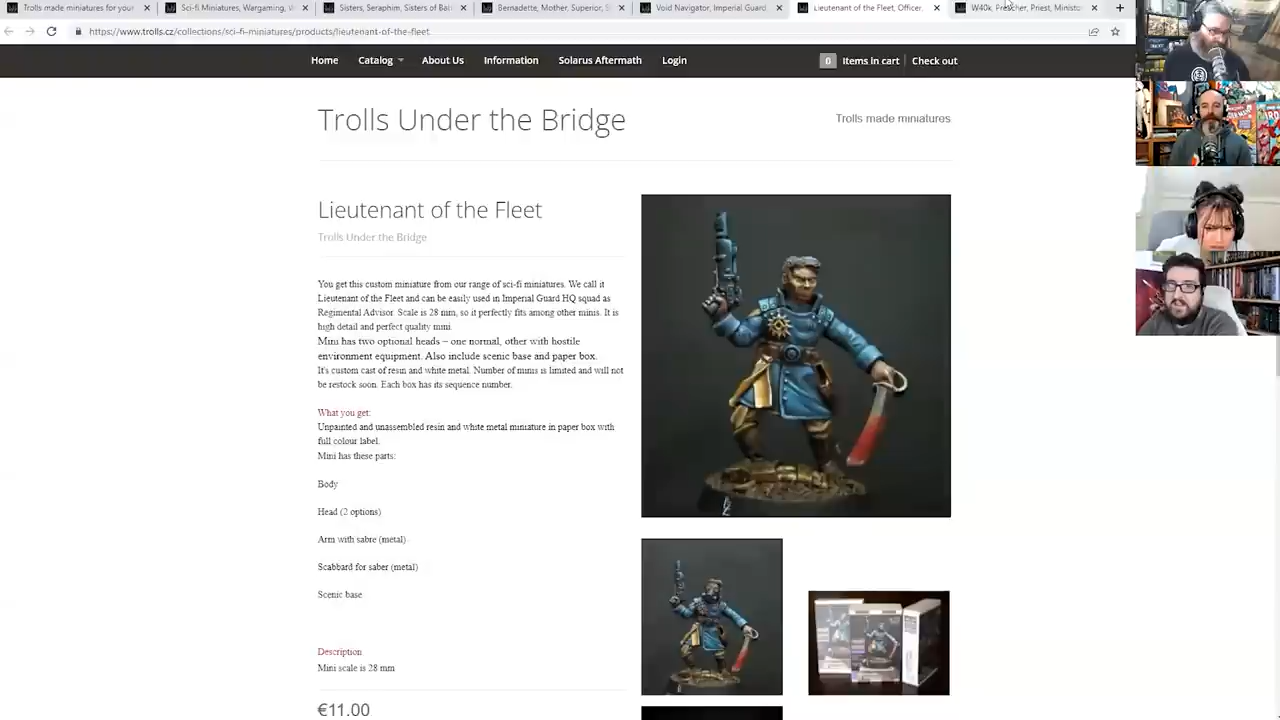 Trolls made miniatures for your
Sci-fi Miniatures, Wargaming, V
Sisters, Seraphim, Sisters of Bat
Bernadette, Mother, Superior, S
Void Navigator, Imperial Guard
Lieutenant of the Fleet, Officer,
W40k, Preacher, Priest, Ministo
https://www.trolls.cz/collections/sci-fi-miniatures/products/lieutenant-of-the-fleet
Home Catalog About Us Information Solarus Aftermath Login 0 Items in cart Check out
Trolls Under the Bridge
Trolls made miniatures
Lieutenant of the Fleet
Trolls Under the Bridge
You get this custom miniature from our range of sci-fi miniatures. We call it
Lieutenant of the Fleet and can be easily used in Imperial Guard HQ squad as
Regimental Advisor. Scale is 28 mm, so it perfectly fits among other minis. It is
high detail and perfect quality mini.
Mini has two optional heads – one normal, other with hostile
environment equipment. Also include scenic base and paper box.
It's custom cast of resin and white metal. Number of minis is limited and will not
be restock soon. Each box has its sequence number.
What you get:
Unpainted and unassembled resin and white metal miniature in paper box with
full colour label.
Mini has these parts:
Body
Head (2 options)
Arm with sabre (metal)
Scabbard for saber (metal)
Scenic base
Description
Mini scale is 28 mm
€11.00